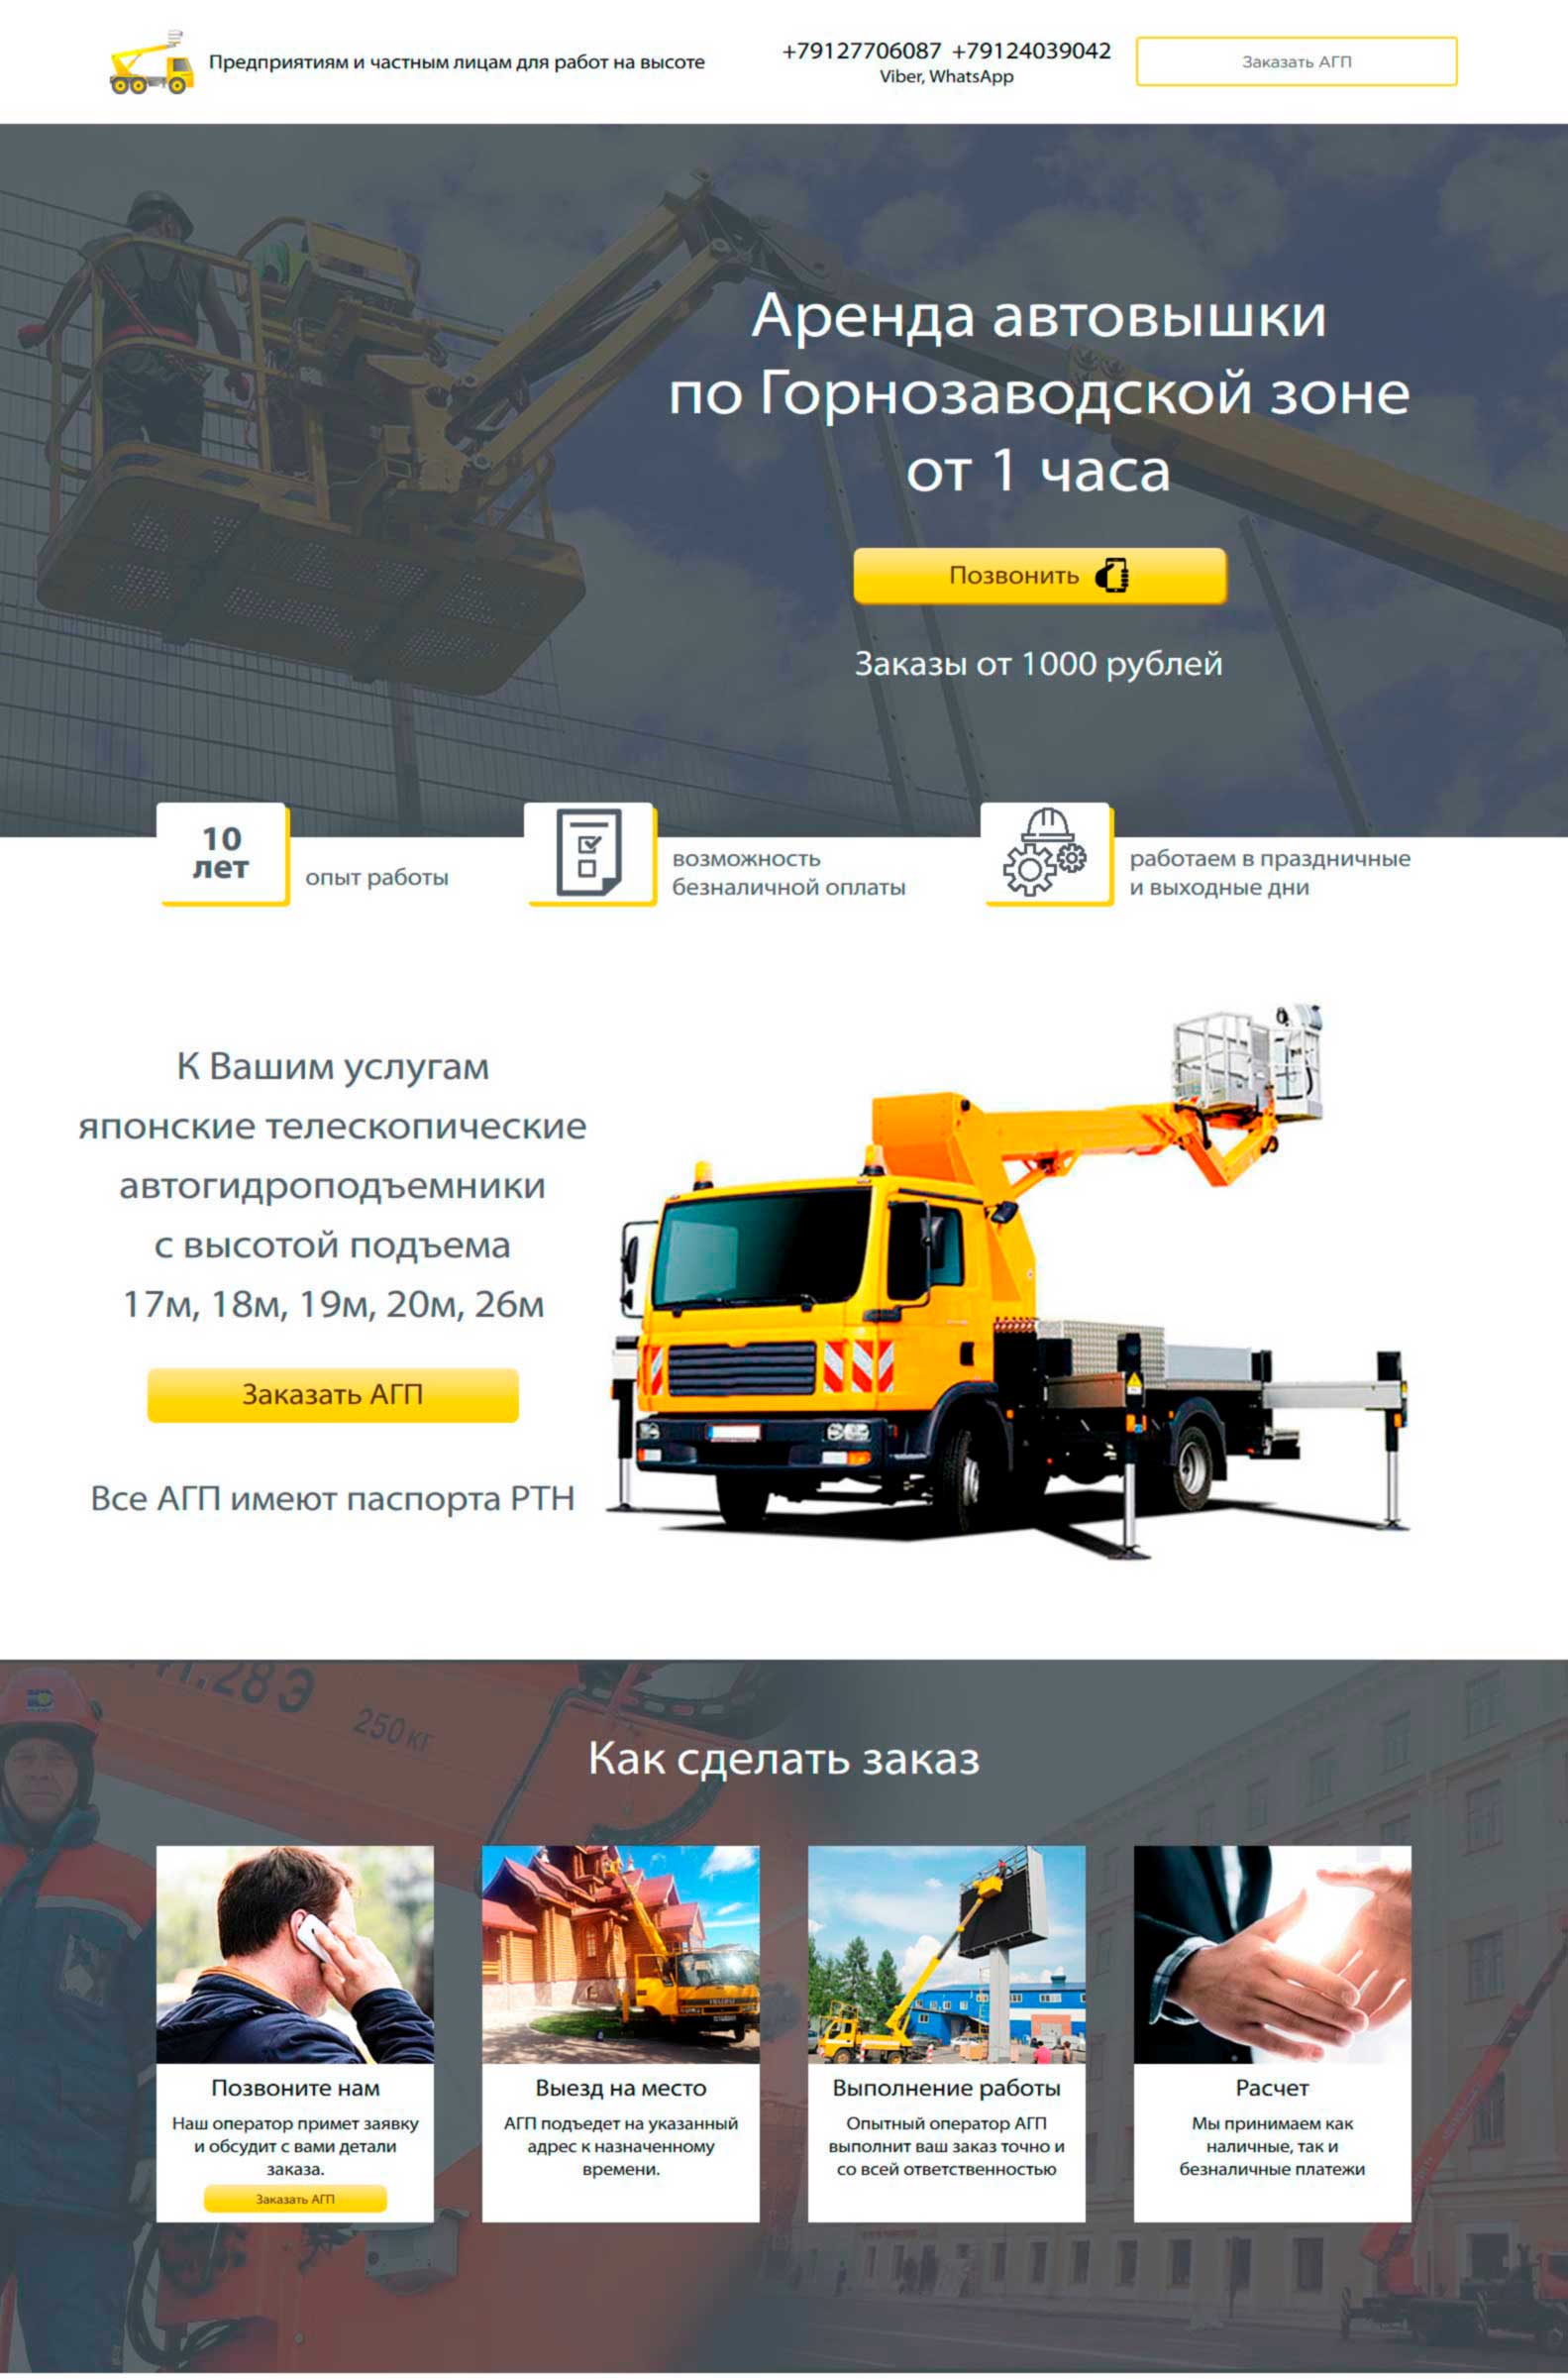 Предприятиям и частным лицам для работ на высоте
+79127706087 +79124039042
Viber, WhatsApp
Заказать АГП
Аренда автовышки
по Горнозаводской зоне
от 1 часа
Позвонить
Заказы от 1000 рублей
10
лет
опыт работы
возможность
безналичной оплаты
работаем в праздничные
и выходные дни
К Вашим услугам
японские телескопические
автогидроподъемники
с высотой подъема
17м, 18м, 19м, 20м, 26м
Заказать АГП
Все АГП имеют паспорта РТН
.28Э
250 кг
Как сделать заказ
ISUZU
Позвоните нам
Наш оператор примет заявку
и обсудит с вами детали
заказа.
Заказать АГП
Выезд на место
АГП подъедет на указанный
адрес к назначенному
времени.
Выполнение работы
Опытный оператор АГП
выполнит ваш заказ точно и
со всей ответственностью
Расчет
Мы принимаем как
наличные, так и
безналичные платежи